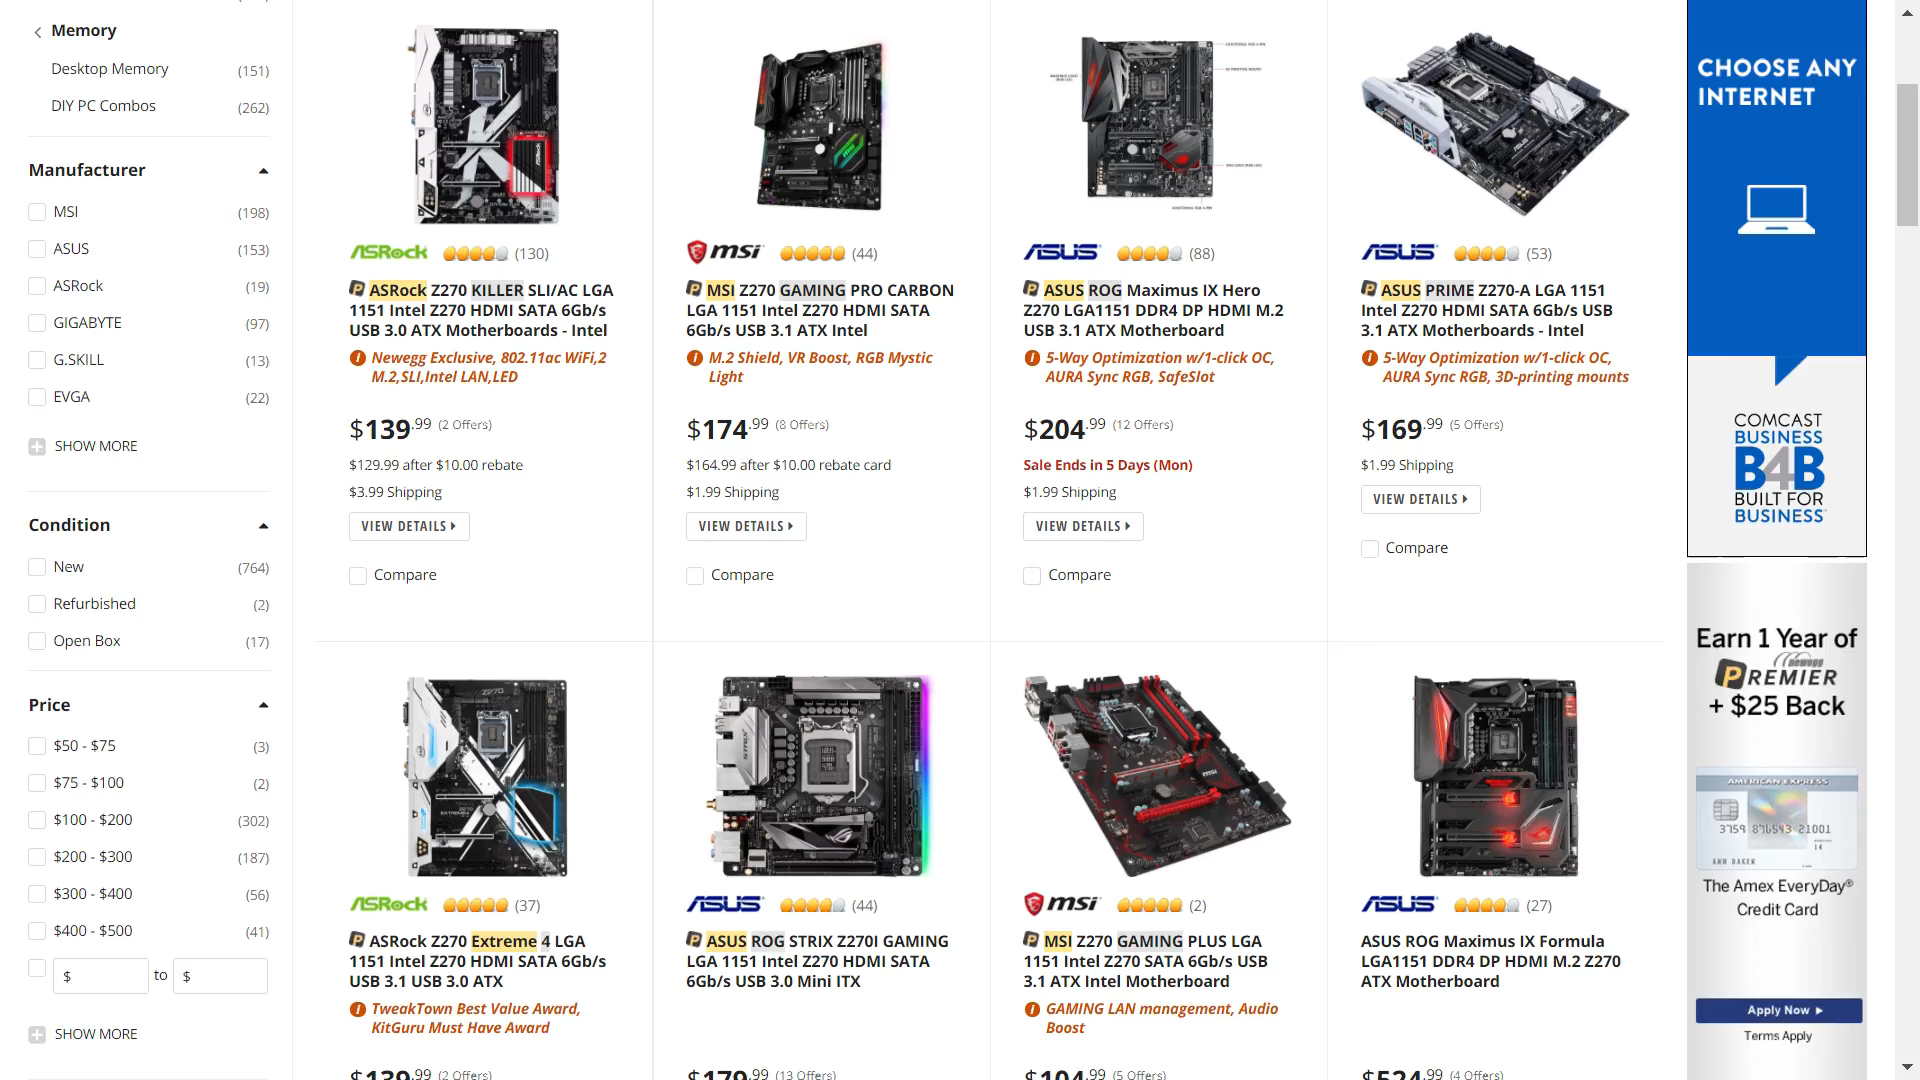 Memory
Desktop Memory (151)
DIY PC Combos (262)
Manufacturer
MSI (198)
ASUS (153)
ASRock (19)
GIGABYTE (97)
G.SKILL (13)
EVGA (22)
SHOW MORE
Condition
New (764)
Refurbished (2)
Open Box (17)
Price
$50 - $75 (3)
$75 - $100 (2)
$100 - $200 (302)
$200 - $300 (187)
$300 - $400 (56)
$400 - $500 (41)
$ to $
SHOW MORE
ASRock (130)
ASRock Z270 KILLER SLI/AC LGA
1151 Intel Z270 HDMI SATA 6Gb/s
USB 3.0 ATX Motherboards - Intel
Newegg Exclusive, 802.11ac WiFi,2
M.2,SLI,Intel LAN,LED
$139.99 (2 Offers)
$129.99 after $10.00 rebate
$3.99 Shipping
VIEW DETAILS
Compare
msi (44)
MSI Z270 GAMING PRO CARBON
LGA 1151 Intel Z270 HDMI SATA
6Gb/s USB 3.1 ATX Intel
M.2 Shield, VR Boost, RGB Mystic
Light
$174.99 (8 Offers)
$164.99 after $10.00 rebate card
$1.99 Shipping
VIEW DETAILS
Compare
ASUS (88)
ASUS ROG Maximus IX Hero
Z270 LGA1151 DDR4 DP HDMI M.2
USB 3.1 ATX Motherboard
5-Way Optimization w/1-click OC,
AURA Sync RGB, SafeSlot
$204.99 (12 Offers)
Sale Ends in 5 Days (Mon)
$1.99 Shipping
VIEW DETAILS
Compare
ASUS (53)
ASUS PRIME Z270-A LGA 1151
Intel Z270 HDMI SATA 6Gb/s USB
3.1 ATX Motherboards - Intel
5-Way Optimization w/1-click OC,
AURA Sync RGB, 3D-printing mounts
$169.99 (5 Offers)
$1.99 Shipping
VIEW DETAILS
Compare
ASRock (37)
ASRock Z270 Extreme 4 LGA
1151 Intel Z270 HDMI SATA 6Gb/s
USB 3.1 USB 3.0 ATX
TweakTown Best Value Award,
KitGuru Must Have Award
$139.99 (2 Offers)
ASUS (44)
ASUS ROG STRIX Z270I GAMING
LGA 1151 Intel Z270 HDMI SATA
6Gb/s USB 3.0 Mini ITX
$179.99 (13 Offers)
msi (2)
MSI Z270 GAMING PLUS LGA
1151 Intel Z270 SATA 6Gb/s USB
3.1 ATX Intel Motherboard
GAMING LAN management, Audio
Boost
$104.99 (5 Offers)
ASUS (27)
ASUS ROG Maximus IX Formula
LGA1151 DDR4 DP HDMI M.2 Z270
ATX Motherboard
$524.99 (4 Offers)
CHOOSE ANY
INTERNET
COMCAST
BUSINESS
B4B
BUILT FOR
BUSINESS
Earn 1 Year of
newegg
PREMIER
+ $25 Back
AMERICAN EXPRESS
3759 876543 21001
14
ANN BAKER
The Amex EveryDay®
Credit Card
Apply Now
Terms Apply